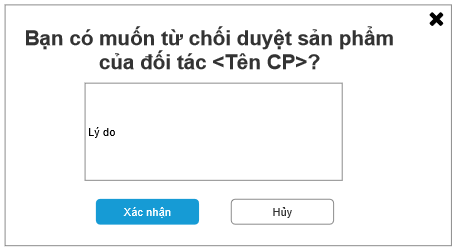 Bạn có muốn từ chối duyệt sản phẩm
của đối tác <Tên CP>?
Lý do
Xác nhận
Hủy